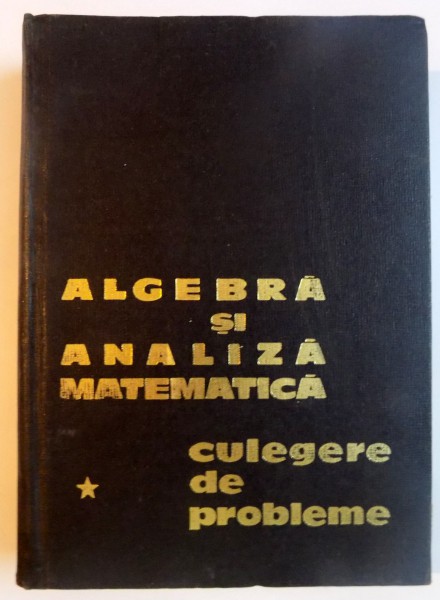 ALGEBRĂ
ŞI
ANALIZĂ
MATEMATICĂ
culegere
de
probleme